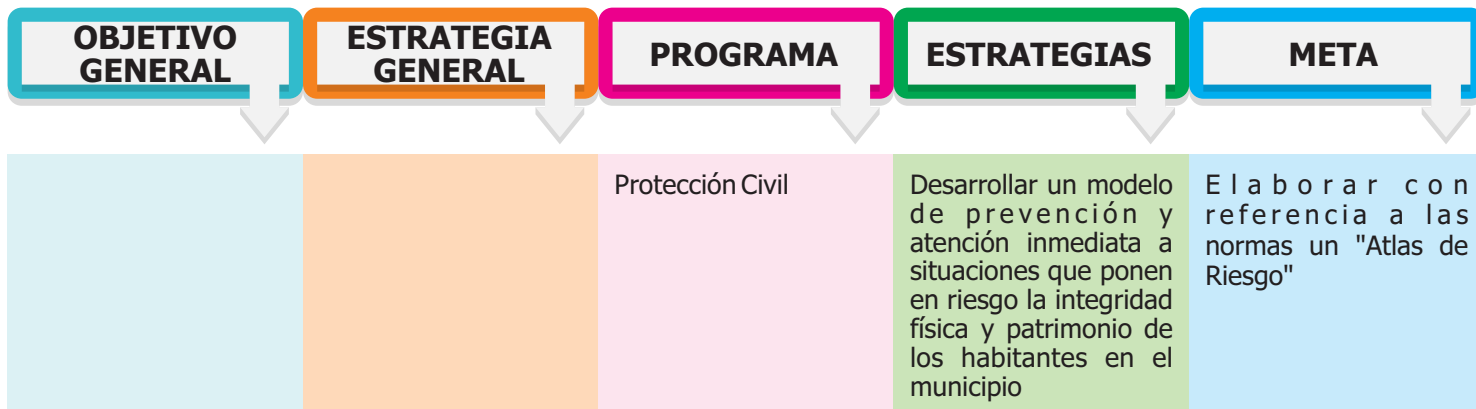 OBJETIVO
GENERAL
ESTRATEGIA
GENERAL
PROGRAMA
ESTRATEGIAS
META
Protección Civil
Desarrollar un modelo
de prevención y
atención inmediata a
situaciones que ponen
en riesgo la integridad
física y patrimonio de
los habitantes en el
municipio
Elaborar con
referencia a las
normas un "Atlas de
Riesgo"